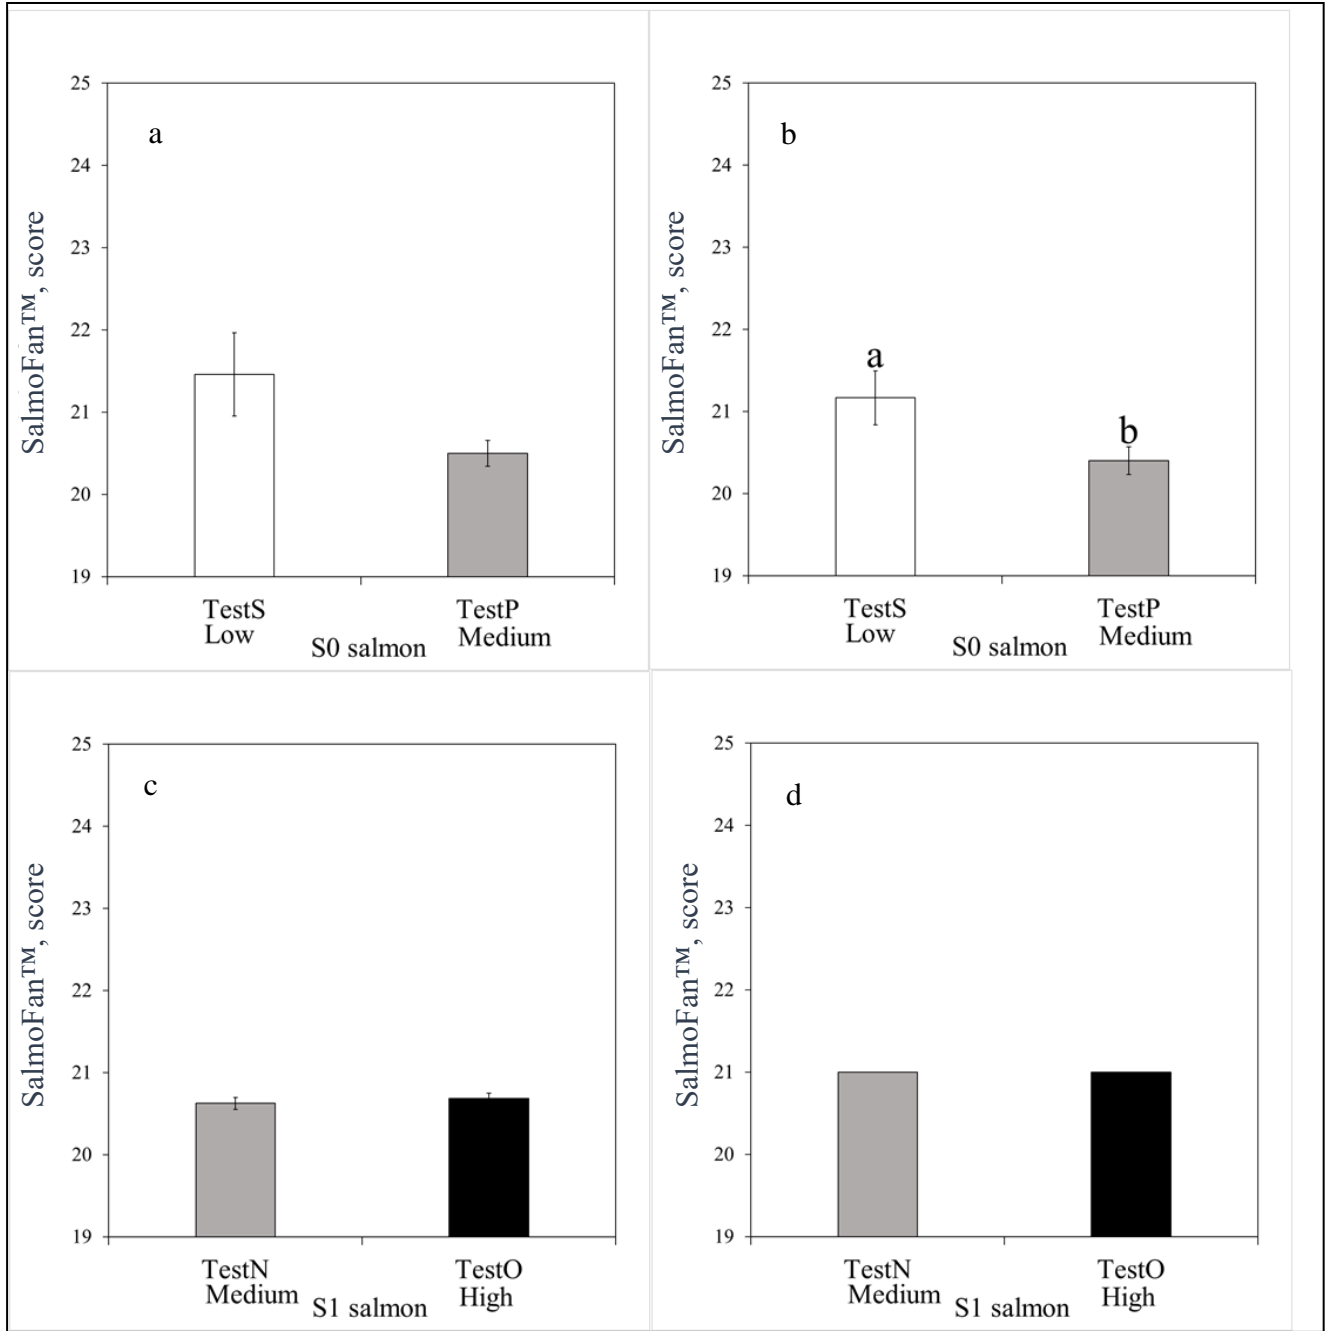 a
25
24
23
22
21
20
19
SalmoFan™, score
TestS
Low
TestP
Medium
S0 salmon
b
25
24
23
22
21
20
19
SalmoFan™, score
a
b
TestS
Low
TestP
Medium
S0 salmon
c
25
24
23
22
21
20
19
SalmoFan™, score
TestN
Medium
TestO
High
S1 salmon
d
25
24
23
22
21
20
19
SalmoFan™, score
TestN
Medium
TestO
High
S1 salmon